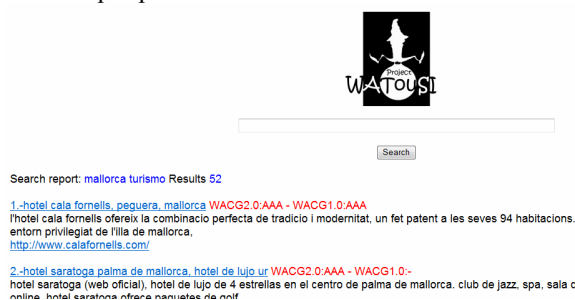 Project
WATOUSI
Search
Search report: mallorca turismo Results 52
1.-hotel cala fornells, peguera, mallorca WACG2.0:AAA - WACG1.0:AAA
l'hotel cala fornells ofereix la combinacio perfecta de tradicio i modernitat, un fet patent a les seves 94 habitacions.
entorn privilegiat de l'illa de mallorca,
http://www.calafornells.com/
2.-hotel saratoga palma de mallorca, hotel de lujo ur WACG2.0:AAA - WACG1.0:-
hotel saratoga (web oficial), hotel de lujo de 4 estrellas en el centro de palma de mallorca. club de jazz, spa, sala
online. hotel saratoga ofrece paquetes de golf